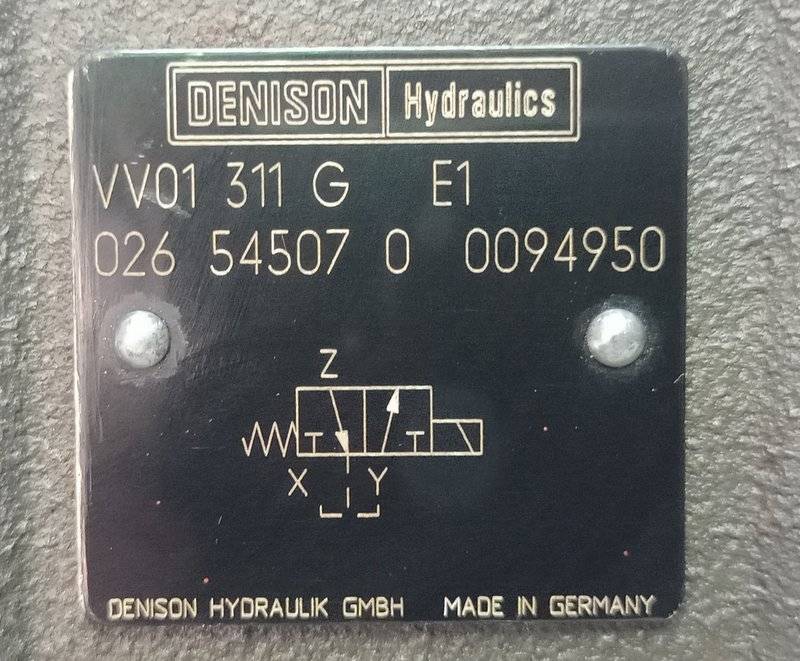 DENISON Hydraulics
VV01 311 G E1
026 54507 0 0094950
Z
X Y
DENISON HYDRAULIK GMBH MADE IN GERMANY